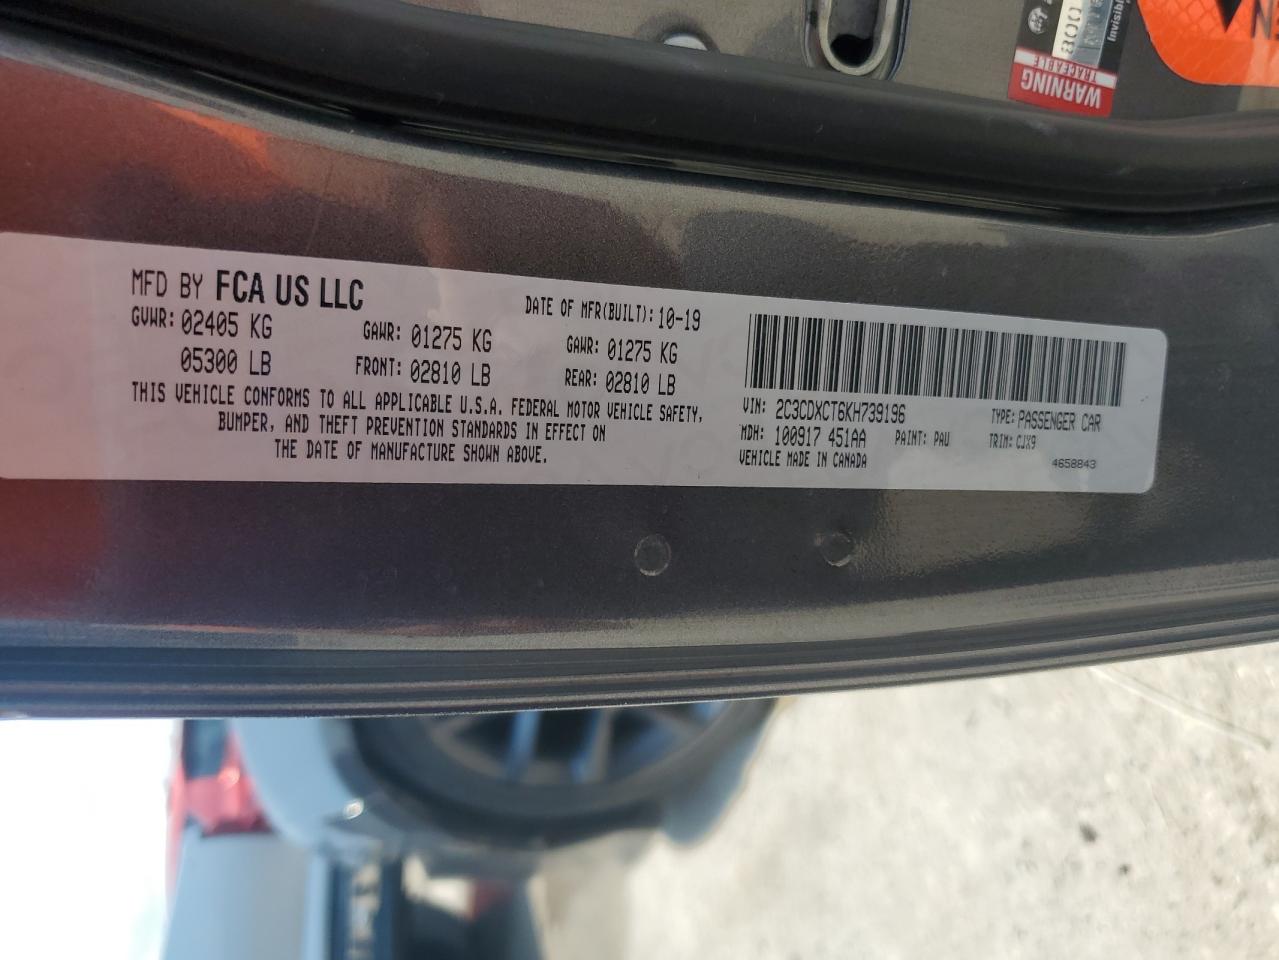 MFD BY FCA US LLC
DATE OF MFR(BUILT): 10-19
GVWR: 02405 KG
05300 LB
GAWR: 01275 KG
FRONT: 02810 LB
GAWR: 01275 KG
REAR: 02810 LB
THIS VEHICLE CONFORMS TO ALL APPLICABLE U.S.A. FEDERAL MOTOR VEHICLE SAFETY,
BUMPER, AND THEFT PREVENTION STANDARDS IN EFFECT ON
THE DATE OF MANUFACTURE SHOWN ABOVE.
VIN: 2C3CDXCT6KH739196
TYPE: PASSENGER CAR
MDH: 100917 451AA
PAINT: PAU
TRIM: CJX9
VEHICLE MADE IN CANADA
4658843
WARNING
TRACEABLE
800
Invisible